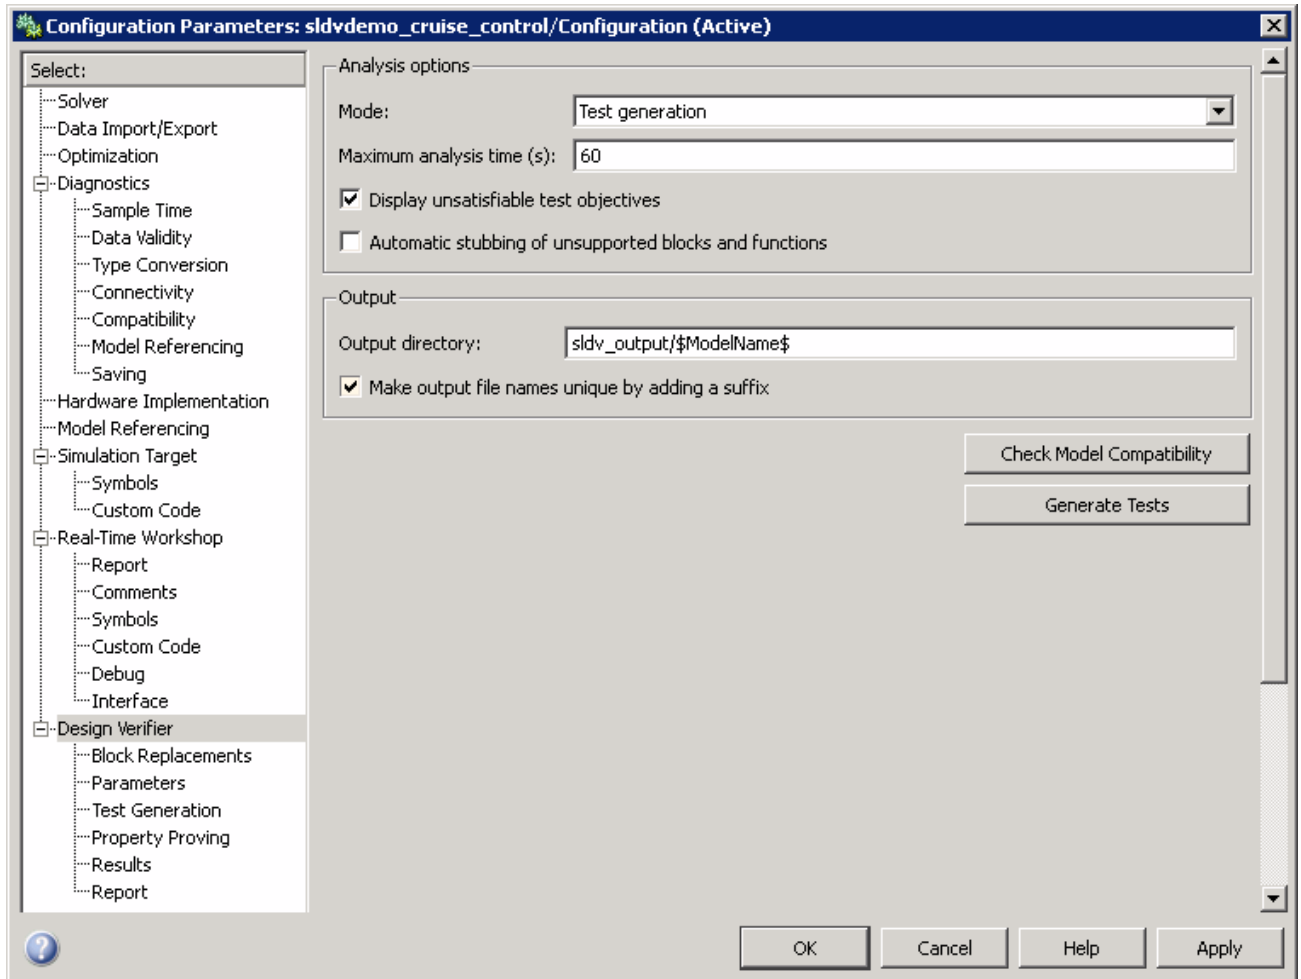 Configuration Parameters: sldvdemo_cruise_control/Configuration (Active)
Select:
Solver
Data Import/Export
Optimization
Diagnostics
Sample Time
Data Validity
Type Conversion
Connectivity
Compatibility
Model Referencing
Saving
Hardware Implementation
Model Referencing
Simulation Target
Symbols
Custom Code
Real-Time Workshop
Report
Comments
Symbols
Custom Code
Debug
Interface
Design Verifier
Block Replacements
Parameters
Test Generation
Property Proving
Results
Report
Analysis options
Mode: Test generation
Maximum analysis time (s): 60
Display unsatisfiable test objectives
Automatic stubbing of unsupported blocks and functions
Output
Output directory: sldv_output/$ModelName$
Make output file names unique by adding a suffix
Check Model Compatibility
Generate Tests
? OK Cancel Help Apply